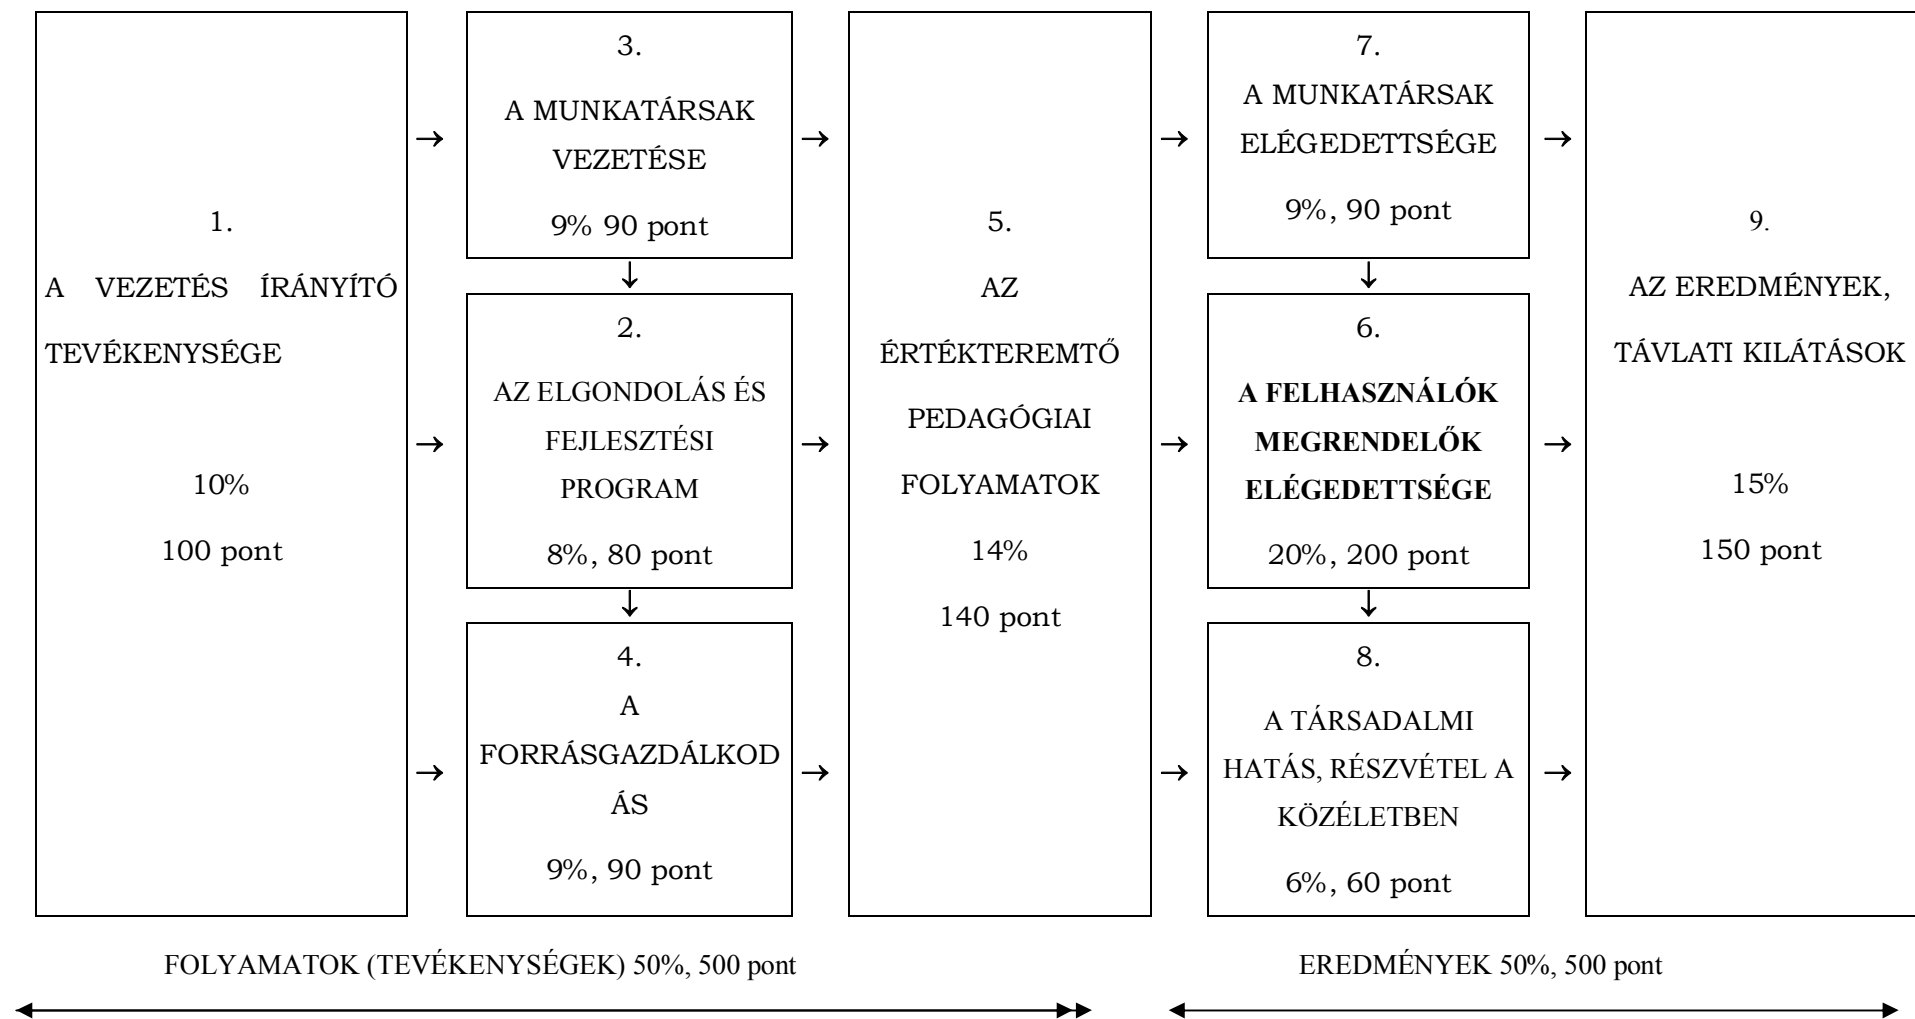 1.
A VEZETÉS ÍRÁNYÍTÓ
TEVÉKENYSÉGE
10%
100 pont
→
→
→
3.
A MUNKATÁRSAK
VEZETÉSE
9% 90 pont
↓
2.
AZ ELGONDOLÁS ÉS
FEJLESZTÉSI
PROGRAM
8%, 80 pont
↓
4.
A
FORRÁSGAZDÁLKOD
ÁS
9%, 90 pont
→
→
→
5.
AZ
ÉRTÉKTEREMTŐ
PEDAGÓGIAI
FOLYAMATOK
14%
140 pont
→
→
→
7.
A MUNKATÁRSAK
ELÉGEDETTSÉGE
9%, 90 pont
↓
6.
A FELHASZNÁLÓK
MEGRENDELŐK
ELÉGEDETTSÉGE
20%, 200 pont
↓
8.
A TÁRSADALMI
HATÁS, RÉSZVÉTEL A
KÖZÉLETBEN
6%, 60 pont
→
→
→
9.
AZ EREDMÉNYEK,
TÁVLATI KILÁTÁSOK
15%
150 pont
FOLYAMATOK (TEVÉKENYSÉGEK) 50%, 500 pont
EREDMÉNYEK 50%, 500 pont